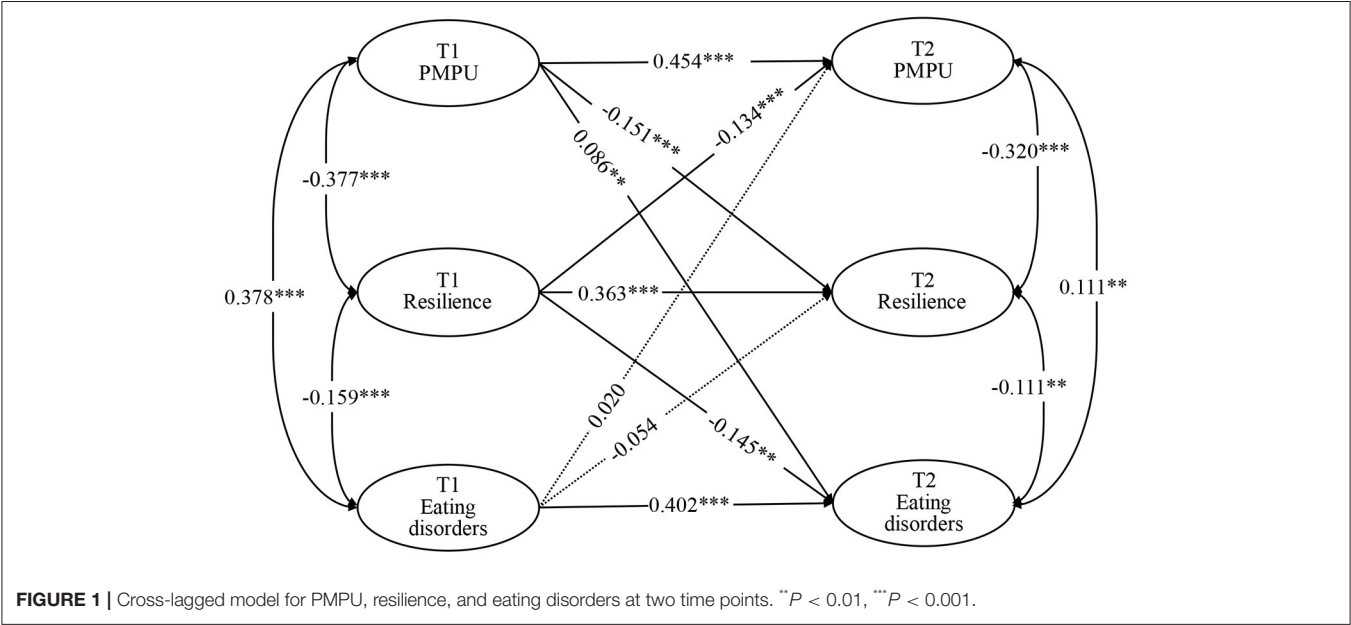 T1
PMPU
T2
PMPU
0.454***
-0.151***
-0.134***
0.086**
-0.377***
-0.320***
T1
Resilience
T2
Resilience
0.363***
0.378***
0.111**
-0.159***
-0.111**
0.020
-0.054
-0.145**
T1
Eating
disorders
T2
Eating
disorders
0.402***
FIGURE 1 | Cross-lagged model for PMPU, resilience, and eating disorders at two time points. **P < 0.01, ***P < 0.001.